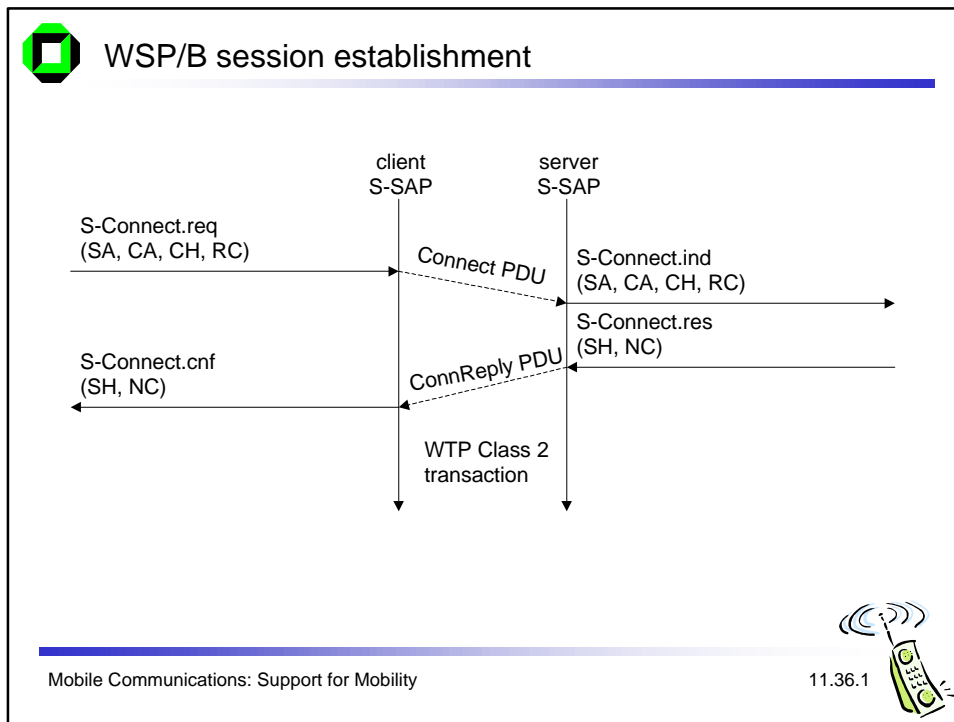 WSP/B session establishment
client
S-SAP
server
S-SAP
S-Connect.req
(SA, CA, CH, RC)
Connect PDU
S-Connect.ind
(SA, CA, CH, RC)
S-Connect.res
(SH, NC)
S-Connect.cnf
(SH, NC)
ConnReply PDU
WTP Class 2
transaction
Mobile Communications: Support for Mobility
11.36.1